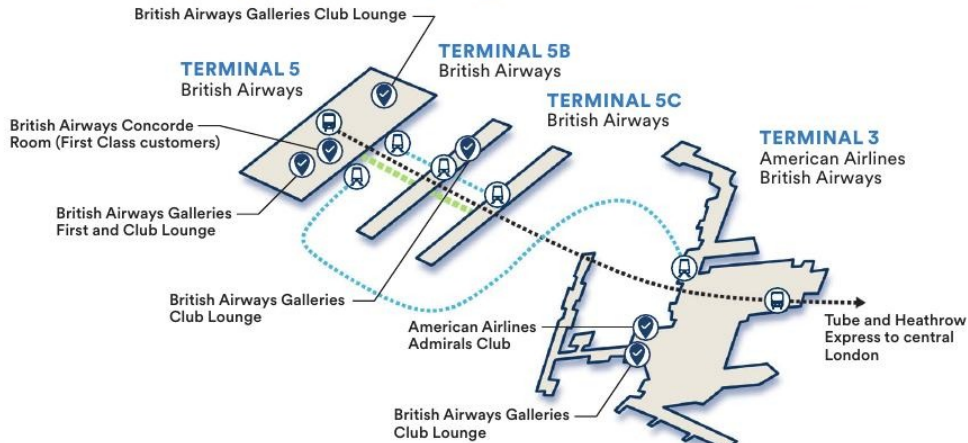 British Airways Galleries Club Lounge
TERMINAL 5
British Airways
TERMINAL 5B
British Airways
TERMINAL 5C
British Airways
TERMINAL 3
American Airlines
British Airways
British Airways Concorde
Room (First Class customers)
British Airways Galleries
First and Club Lounge
British Airways Galleries
Club Lounge
American Airlines
Admirals Club
British Airways Galleries
Club Lounge
Tube and Heathrow
Express to central
London